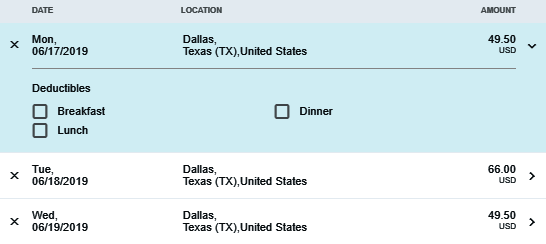 DATE LOCATION AMOUNT
Mon, Dallas, 49.50
06/17/2019 Texas (TX),United States USD
Deductibles
Breakfast Dinner
Lunch
Tue, Dallas, 66.00
06/18/2019 Texas (TX),United States USD
Wed, Dallas, 49.50
06/19/2019 Texas (TX),United States USD